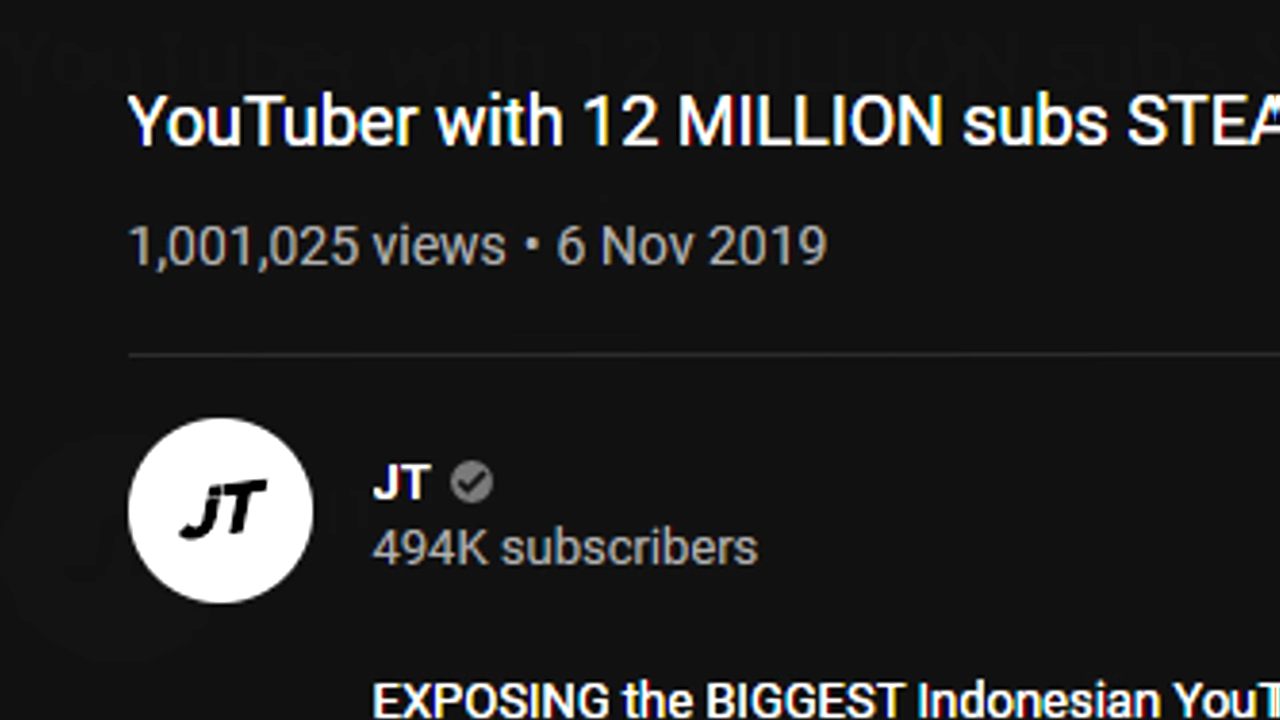 YouTuber with 12 MILLION subs STEA
1,001,025 views • 6 Nov 2019
JT
JT
494K subscribers
EXPOSING the BIGGEST Indonesian YouT